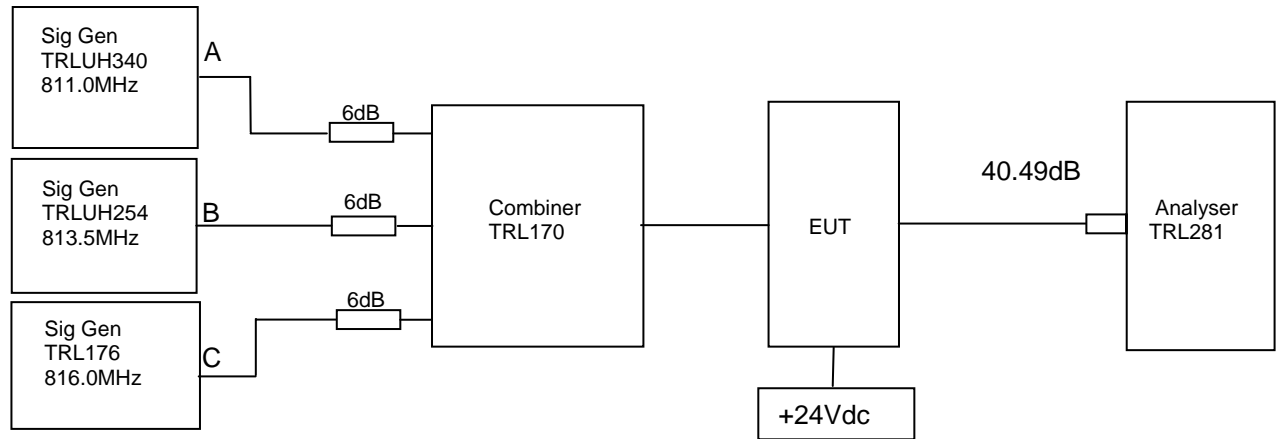 Sig Gen
TRLUH340
811.0MHz
A
6dB
Sig Gen
TRLUH254
813.5MHz
B
6dB
Sig Gen
TRL176
816.0MHz
C
6dB
Combiner
TRL170
EUT
+24Vdc
40.49dB
Analyser
TRL281